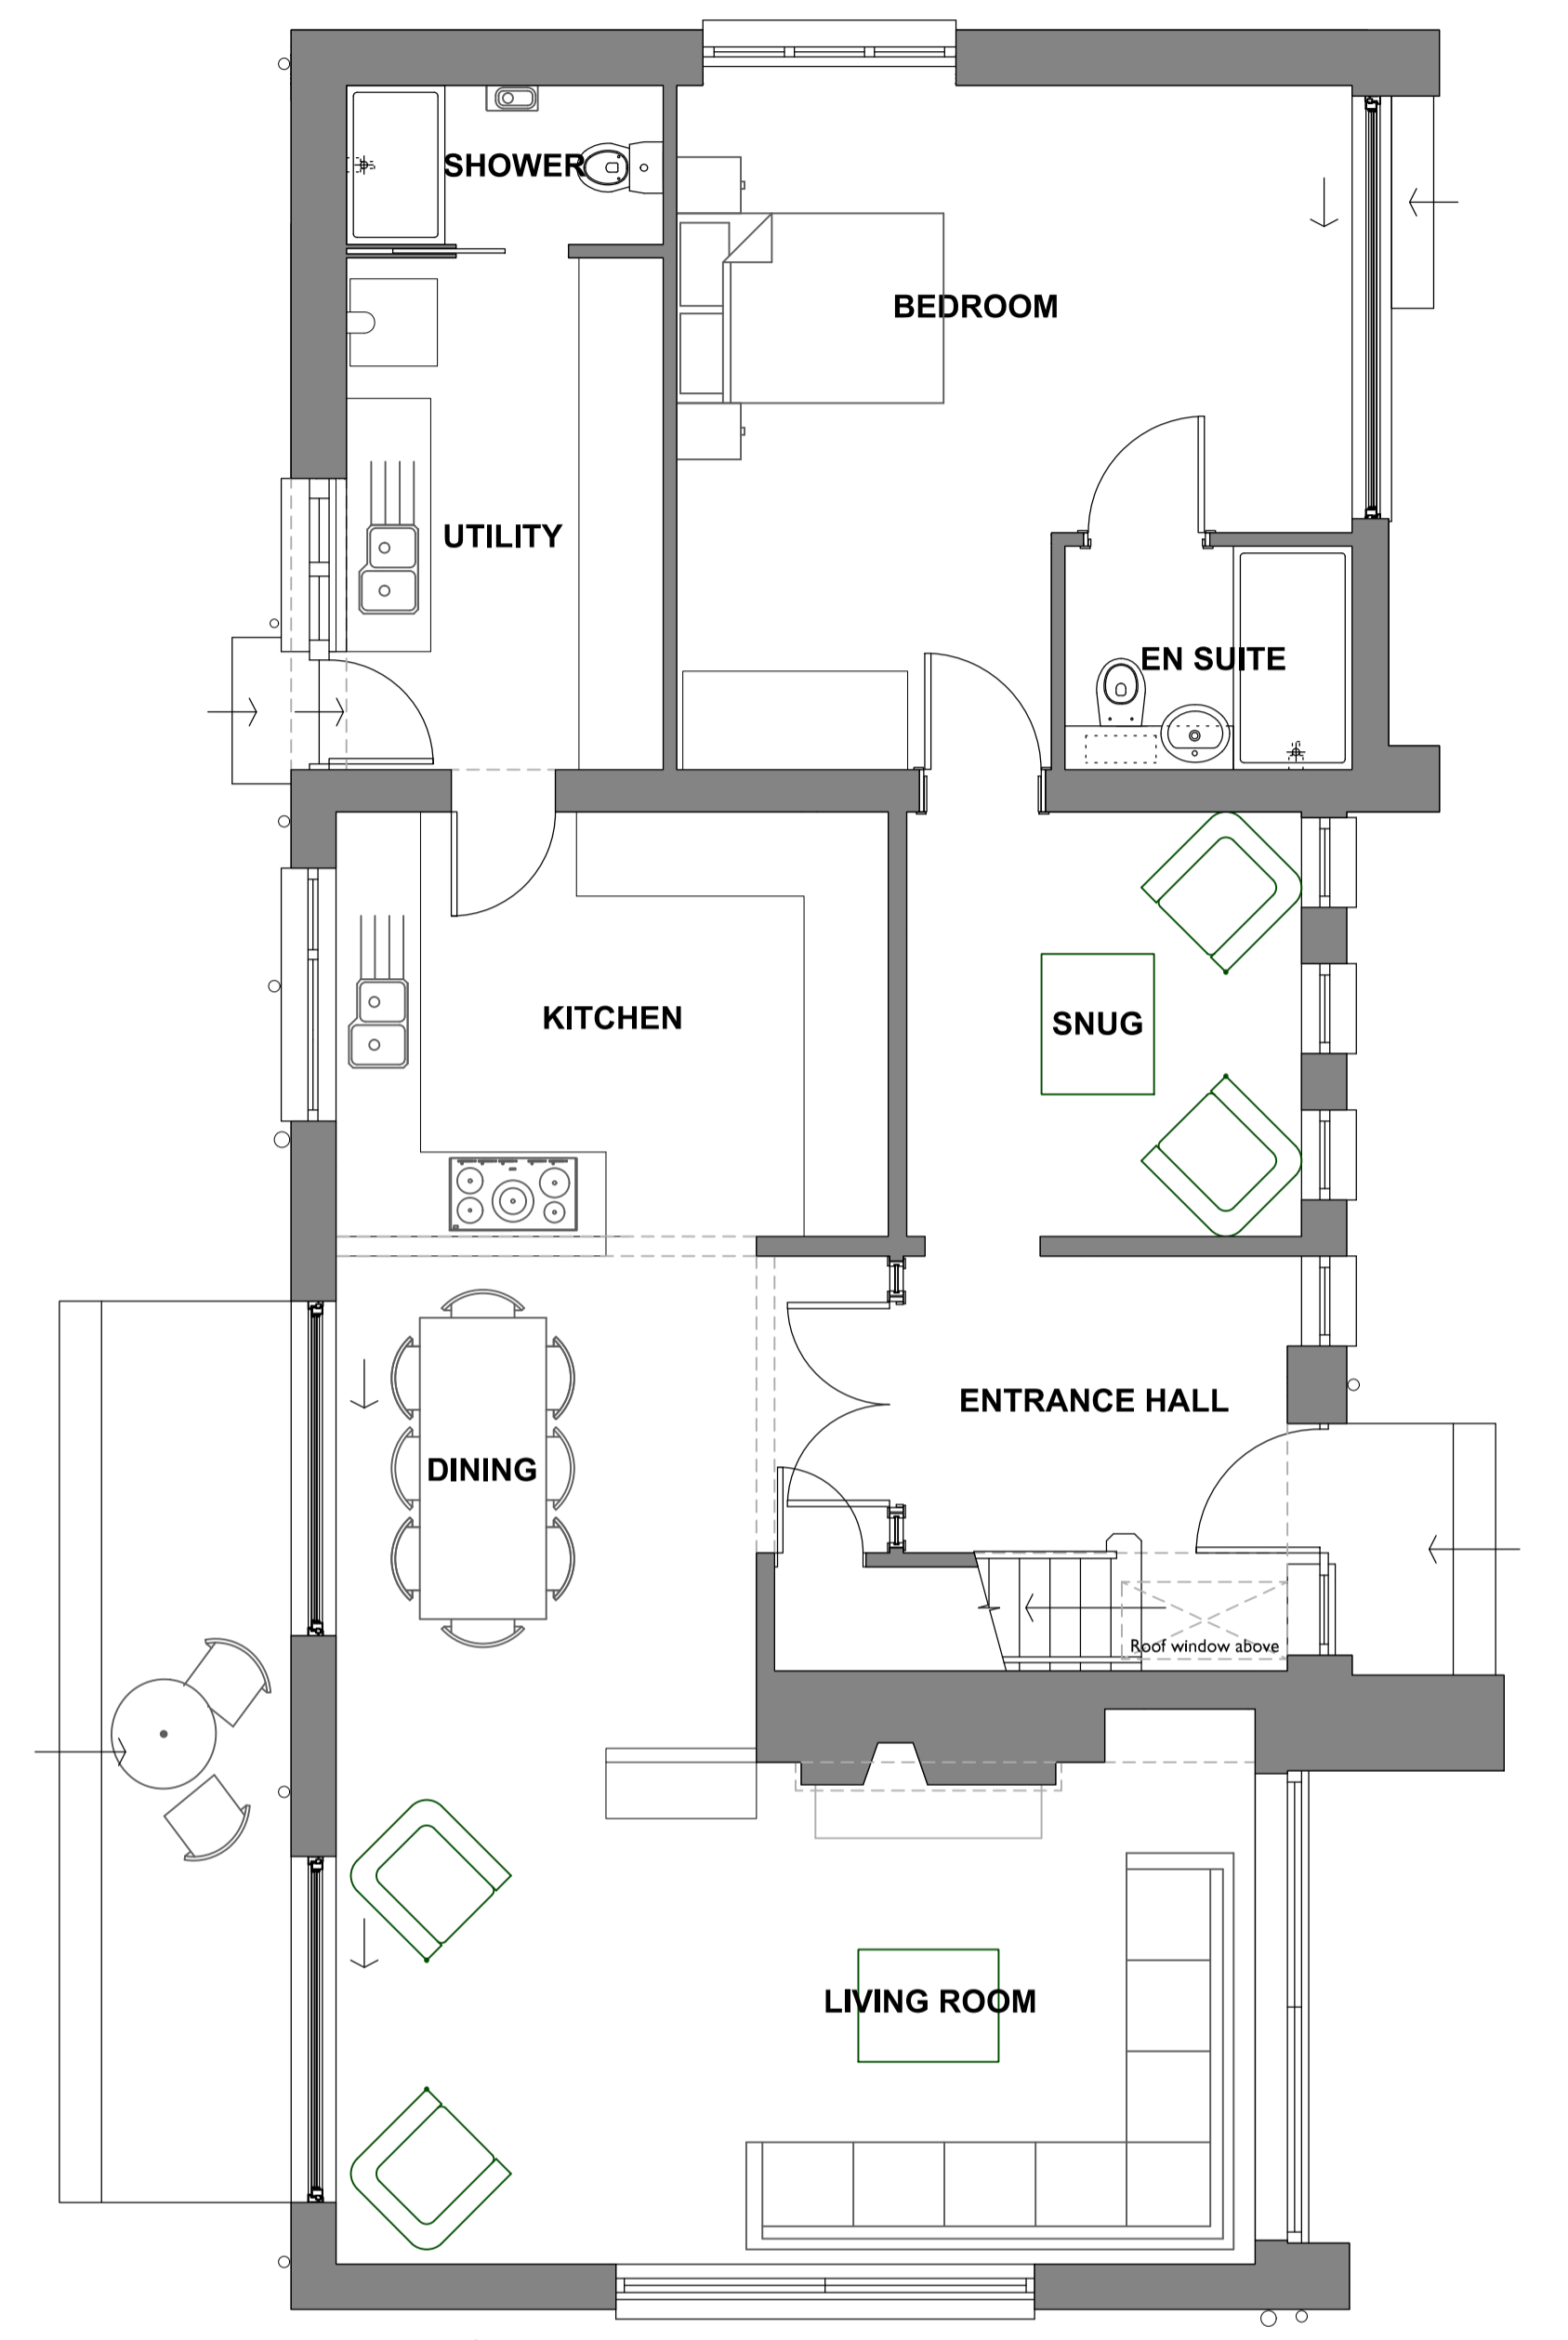 SHOWER
BEDROOM
UTILITY
EN SUITE
KITCHEN
SNUG
ENTRANCE HALL
DINING
Roof window above
LIVING ROOM